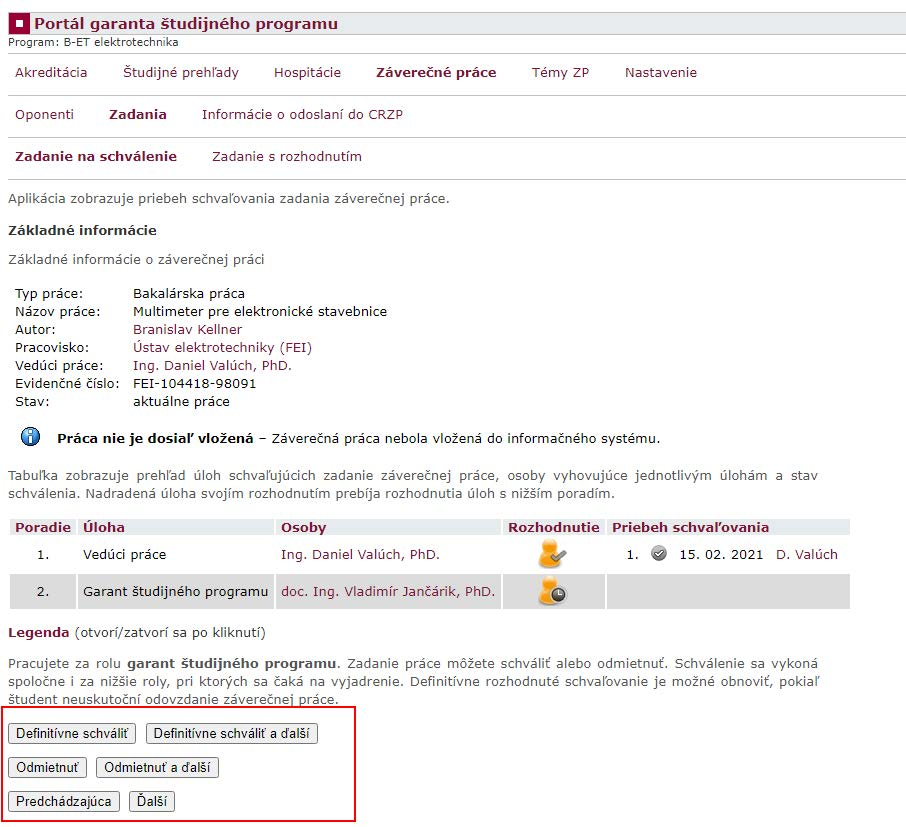 Portál garanta študijného programu
Program: B-ET elektrotechnika
Akreditácia Študijné prehľady Hospitácie Záverečné práce Témy ZP Nastavenie
Oponenti Zadania Informácie o odoslaní do CRZP
Zadanie na schválenie Zadanie s rozhodnutím
Aplikácia zobrazuje priebeh schvaľovania zadania záverečnej práce.
Základné informácie
Základné informácie o záverečnej práci
Typ práce: Bakalárska práca
Názov práce: Multimeter pre elektronické stavebnice
Autor: Branislav Kellner
Pracovisko: Ústav elektrotechniky (FEI)
Vedúci práce: Ing. Daniel Valúch, PhD.
Evidenčné číslo: FEI-104418-98091
Stav: aktuálne práce
Práca nie je dosiaľ vložená – Záverečná práca nebola vložená do informačného systému.
Tabuľka zobrazuje prehľad úloh schvaľujúcich zadanie záverečnej práce, osoby vyhovujúce jednotlivým úlohám a stav
schválenia. Nadradená úloha svojím rozhodnutím prebíja rozhodnutia úloh s nižším poradím.
Poradie Úloha Osoby Rozhodnutie Priebeh schvaľovania
1. Vedúci práce Ing. Daniel Valúch, PhD. 1. 15. 02. 2021 D. Valúch
2. Garant študijného programu doc. Ing. Vladimír Jančárik, PhD.
Legenda (otvorí/zatvorí sa po kliknutí)
Pracujete za rolu garant študijného programu. Zadanie práce môžete schváliť alebo odmietnuť. Schválenie sa vykoná
spoločne i za nižšie roly, pri ktorých sa čaká na vyjadrenie. Definitívne rozhodnuté schvaľovanie je možné obnoviť, pokiaľ
študent neuskutoční odovzdanie záverečnej práce.
Definitívne schváliť Definitívne schváliť a ďalší
Odmietnuť Odmietnuť a ďalší
Predchádzajúca Ďalší